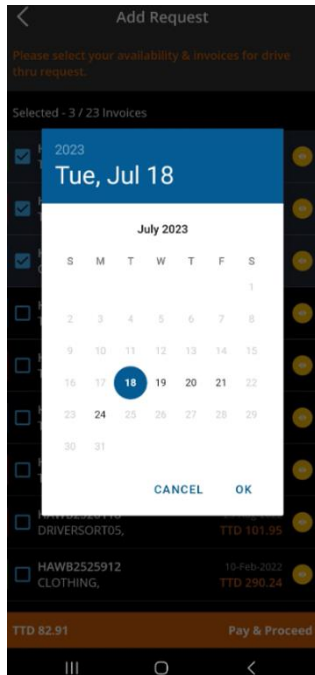 Add Request
Please select your availability & invoices for drive
thru request.
Selected - 3 / 23 Invoices
2023
Tue, Jul 18
July 2023
S M T W T F S
1
2 3 4 5 6 7 8
9 10 11 12 13 14 15
16 17 18 19 20 21 22
23 24 25 26 27 28 29
30 31
CANCEL OK
DRIVERSORT05, TTD 101.95
HAWB2525912 10-Feb-2022
CLOTHING, TTD 290.24
TTD 82.91 Pay & Proceed